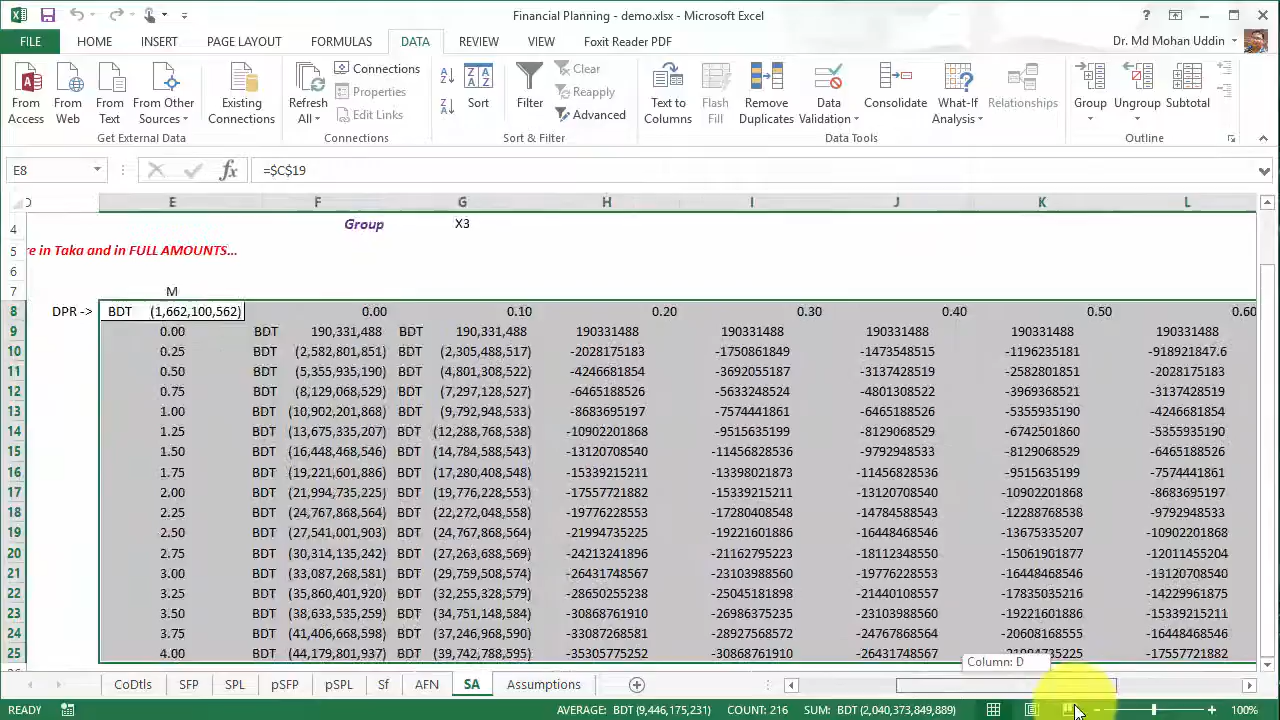 Financial Planning - demo.xlsx - Microsoft Excel
FILE HOME INSERT PAGE LAYOUT FORMULAS DATA REVIEW VIEW Foxit Reader PDF Dr. Md Mohan Uddin
From Access From Web From Text From Other Sources Existing Connections Refresh All Connections Properties Edit Links Sort Filter Clear Reapply Advanced Text to Columns Flash Fill Remove Duplicates Data Validation Consolidate What-If Analysis Relationships Group Ungroup Subtotal
Get External Data Connections Sort & Filter Data Tools Outline
E8 fx =$C$19
E F G H I J K L
4 Group X3
5 re in Taka and in FULL AMOUNTS...
6
7 M
8 DPR -> BDT (1,662,100,562) 0.00 0.10 0.20 0.30 0.40 0.50 0.60
9 0.00 BDT 190,331,488 BDT 190,331,488 190331488 190331488 190331488 190331488 190331488
10 0.25 BDT (2,582,801,851) BDT (2,305,488,517) -2028175183 -1750861849 -1473548515 -1196235181 -918921847.6
11 0.50 BDT (5,355,935,190) BDT (4,801,308,522) -4246681854 -3692055187 -3137428519 -2582801851 -2028175183
12 0.75 BDT (8,129,068,529) BDT (7,297,128,527) -6465188526 -5633248524 -4801308522 -3969368521 -3137428519
13 1.00 BDT (10,902,201,868) BDT (9,792,948,533) -8683695197 -7574441861 -6465188526 -5355935190 -4246681854
14 1.25 BDT (13,675,335,207) BDT (12,288,768,538) -10902201868 -9515635199 -8129068529 -6742501860 -5355935190
15 1.50 BDT (16,448,468,546) BDT (14,784,588,543) -13120708540 -11456828536 -9792948533 -8129068529 -6465188526
16 1.75 BDT (19,221,601,886) BDT (17,280,408,548) -15339215211 -13398021873 -11456828536 -9515635199 -7574441861
17 2.00 BDT (21,994,735,225) BDT (19,776,228,553) -17557721882 -15339215211 -13120708540 -10902201868 -8683695197
18 2.25 BDT (24,767,868,564) BDT (22,272,048,558) -19776228553 -17280408548 -14784588543 -12288768538 -9792948533
19 2.50 BDT (27,541,001,903) BDT (24,767,868,564) -21994735225 -19221601886 -16448468546 -13675335207 -10902201868
20 2.75 BDT (30,314,135,242) BDT (27,263,688,569) -24213241896 -21162795223 -18112348550 -15061901877 -12011455204
21 3.00 BDT (33,087,268,581) BDT (29,759,508,574) -26431748567 -23103988560 -19776228553 -16448468546 -13120708540
22 3.25 BDT (35,860,401,920) BDT (32,255,328,579) -28650255238 -25045181898 -21440108557 -17835035216 -14229961875
23 3.50 BDT (38,633,535,259) BDT (34,751,148,584) -30868761910 -26986375235 -23103988560 -19221601886 -15339215211
24 3.75 BDT (41,406,668,598) BDT (37,246,968,590) -33087268581 -28927568572 -24767868564 -20608168555 -16448468546
25 4.00 BDT (44,179,801,937) BDT (39,742,788,595) -35305775252 -30868761910 -26431748567 -21994735225 -17557721882
Column: D
CoDtls SFP SPL pSFP pSPL Sf AFN SA Assumptions
READY AVERAGE: BDT (9,446,175,231) COUNT: 216 SUM: BDT (2,040,373,849,889) 100%